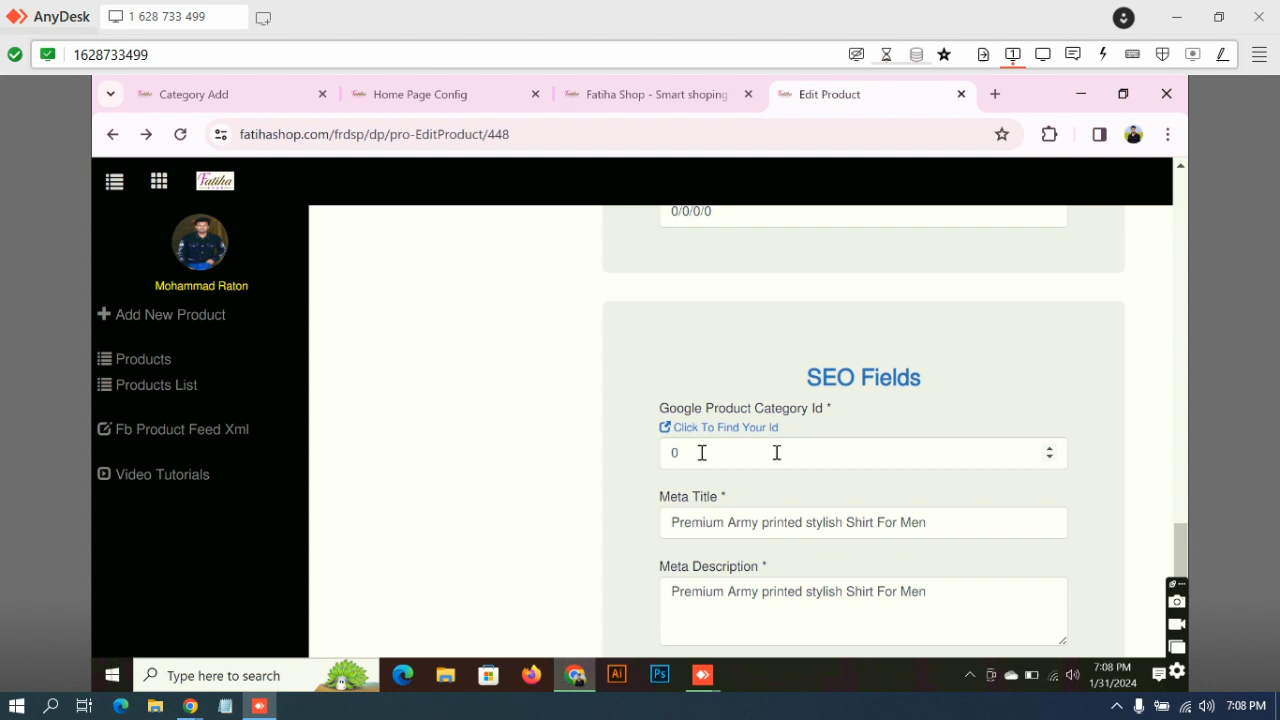 AnyDesk
1 628 733 499
1628733499
1
Category Add
Home Page Config
Fatiha Shop - Smart shoping
Edit Product
fatihashop.com/frdsp/dp/pro-EditProduct/448
Fatiha
Mohammad Raton
Add New Product
Products
Products List
Fb Product Feed Xml
Video Tutorials
0/0/0/0
SEO Fields
Google Product Category Id *
Click To Find Your Id
0
Meta Title *
Premium Army printed stylish Shirt For Men
Meta Description *
Premium Army printed stylish Shirt For Men
Type here to search
Ai
Ps
7:08 PM
1/31/2024
7:08 PM